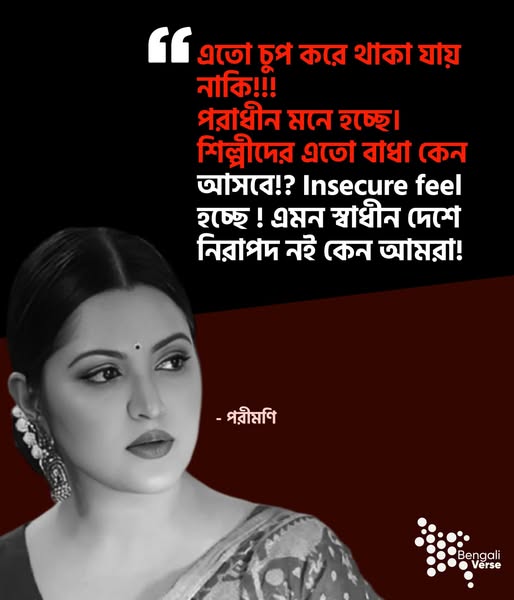 এতো চুপ করে থাকা যায়
নাকি!!!
পরাধীন মনে হচ্ছে।
শিল্পীদের এতো বাধা কেন
আসবে!? Insecure feel
হচ্ছে ! এমন স্বাধীন দেশে
নিরাপদ নই কেন আমরা!
- পরীমণি
Bengali
Verse